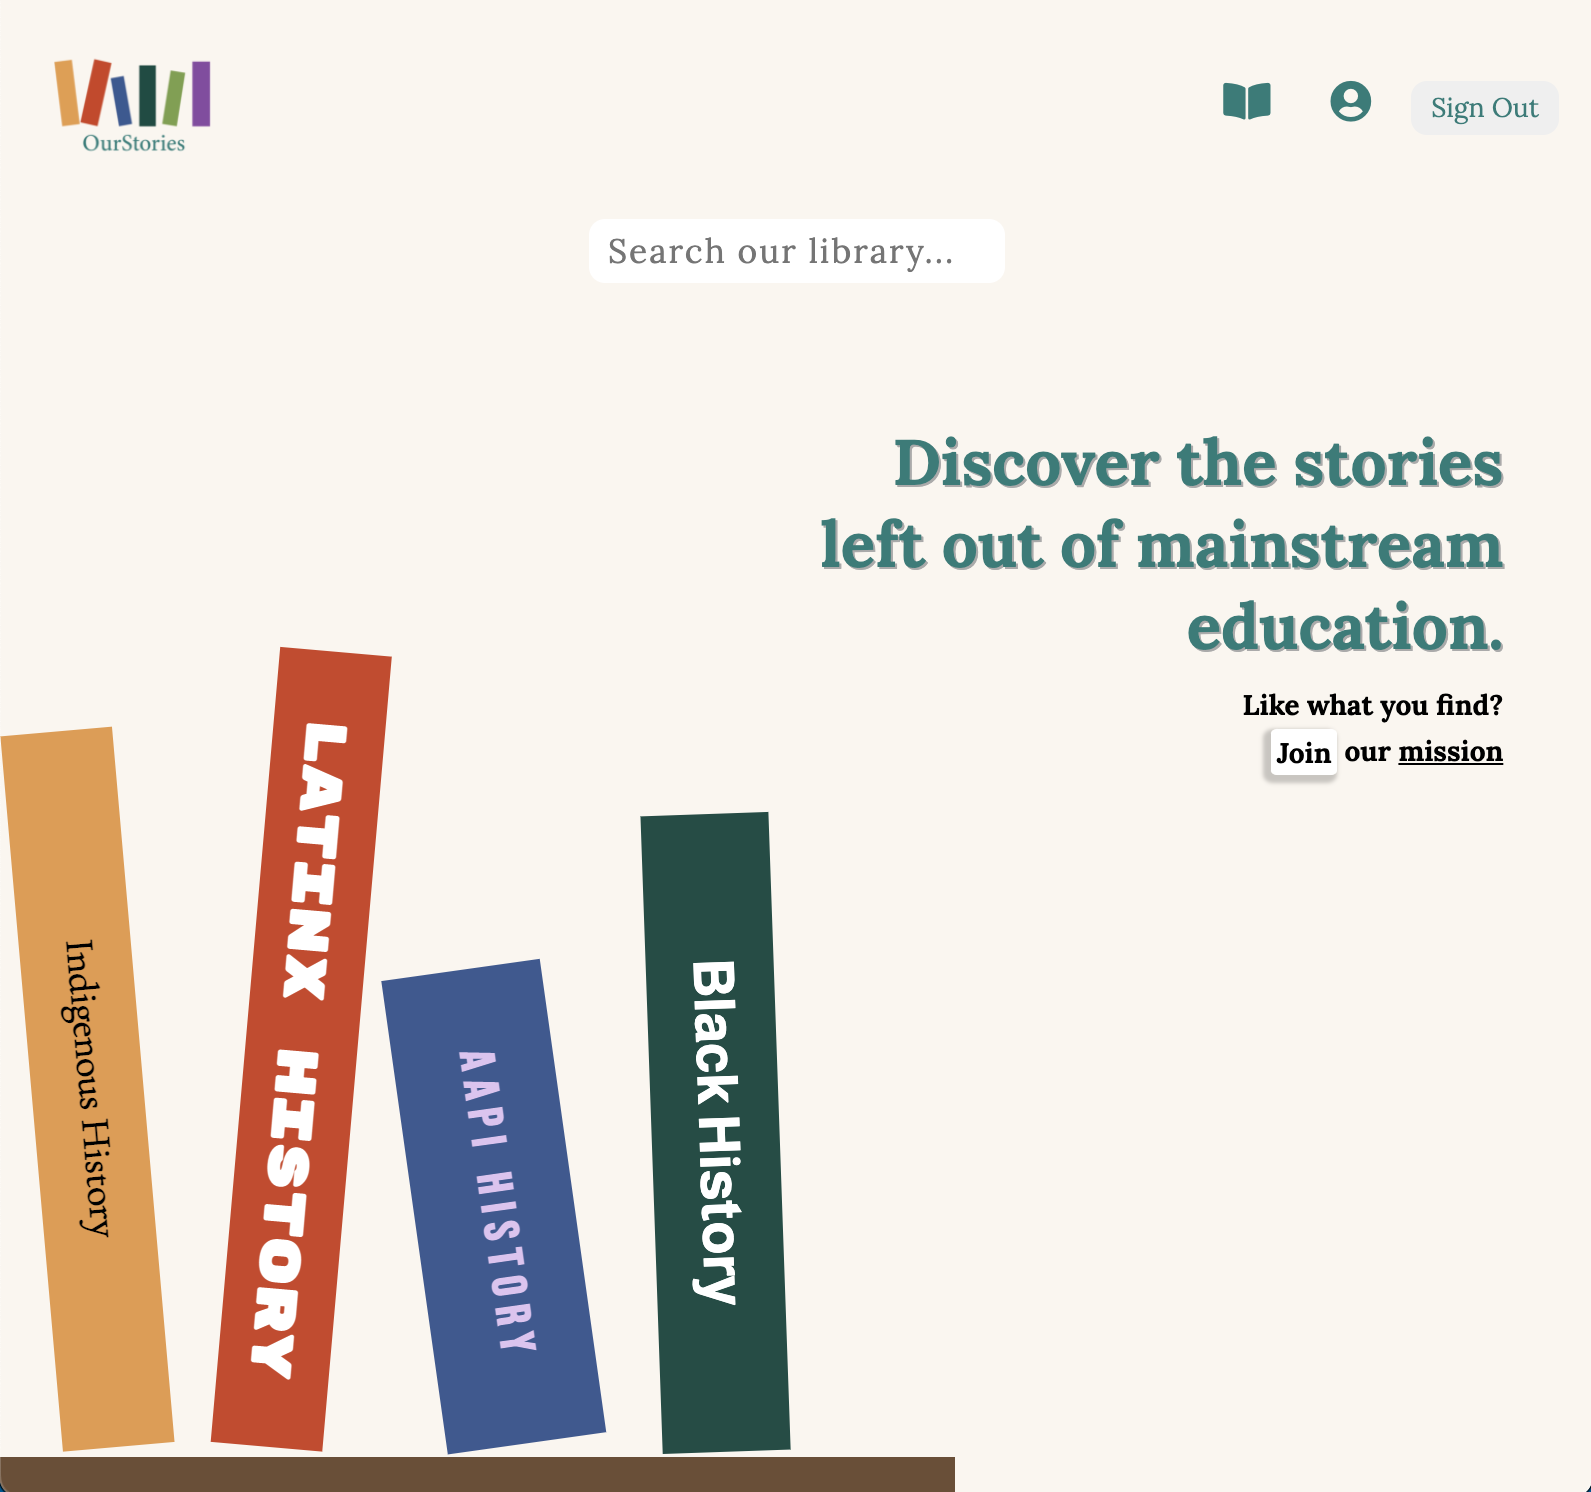 OurStories
Sign Out
Search our library...
Discover the stories
left out of mainstream
education.
Like what you find?
Join our mission
Indigenous History
LATINX HISTORY
AAPI HISTORY
Black History